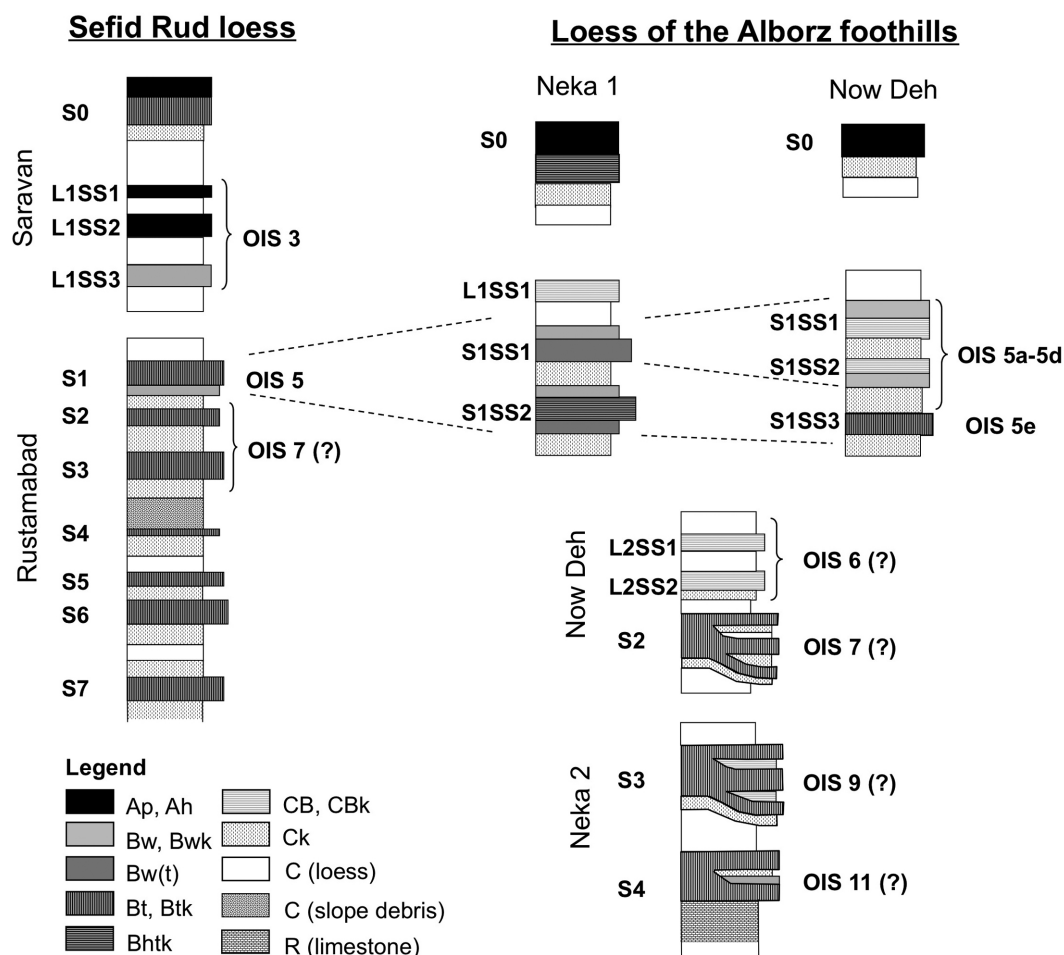 Sefid Rud loess
Loess of the Alborz foothills
Saravan
S0
L1SS1
L1SS2
L1SS3
OIS 3
Rustamabad
S1
S2
S3
S4
S5
S6
S7
OIS 5
OIS 7 (?)
Neka 1
S0
L1SS1
S1SS1
S1SS2
Now Deh
S0
S1SS1
S1SS2
S1SS3
OIS 5a-5d
OIS 5e
Now Deh
L2SS1
L2SS2
S2
OIS 6 (?)
OIS 7 (?)
Neka 2
S3
S4
OIS 9 (?)
OIS 11 (?)
Legend
Ap, Ah
Bw, Bwk
Bw(t)
Bt, Btk
Bhtk
CB, CBk
Ck
C (loess)
C (slope debris)
R (limestone)